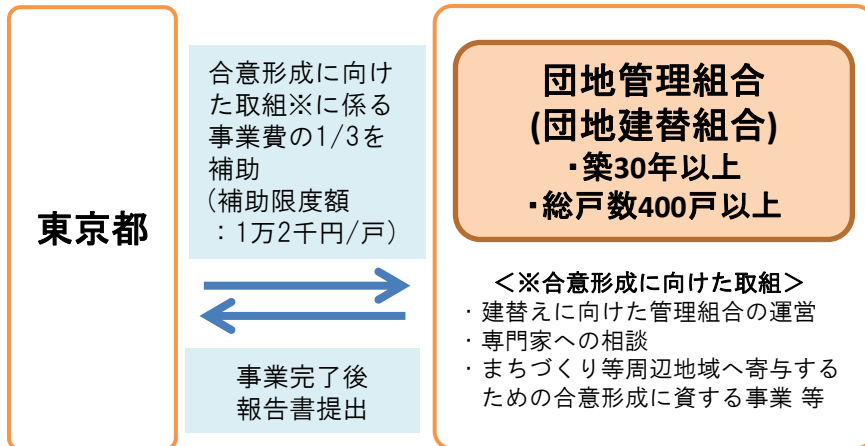 東京都
合意形成に向け
た取組※に係る
事業費の1/3を
補助
(補助限度額
：1万2千円/戸)
事業完了後
報告書提出
団地管理組合
(団地建替組合)
・築30年以上
・総戸数400戸以上
＜※合意形成に向けた取組＞
・建替えに向けた管理組合の運営
・専門家への相談
・まちづくり等周辺地域へ寄与する
ための合意形成に資する事業 等